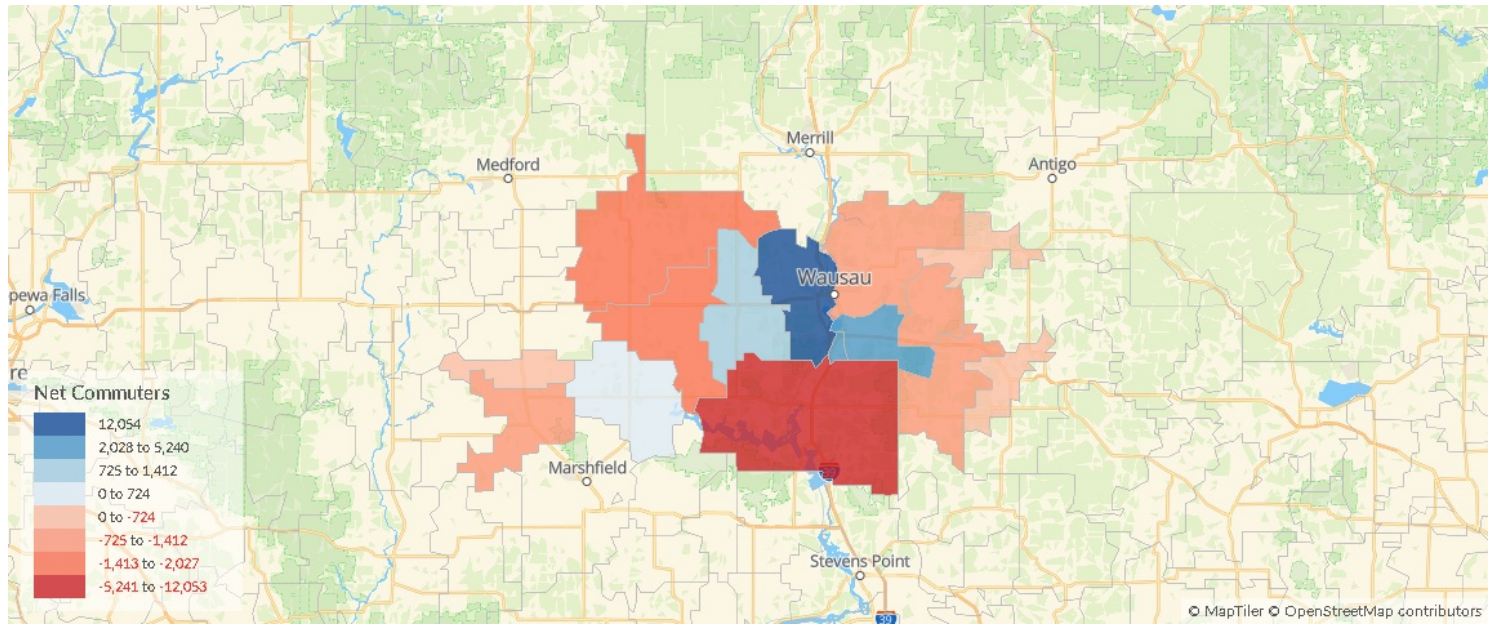 Merrill
Medford
Antigo
Wausau
pewa Falls
re
Net Commuters
12,054
2,028 to 5,240
725 to 1,412
0 to 724
0 to -724
-725 to -1,412
-1,413 to -2,027
-5,241 to -12,053
Marshfield
39
Stevens Point
39
© MapTiler © OpenStreetMap contributors